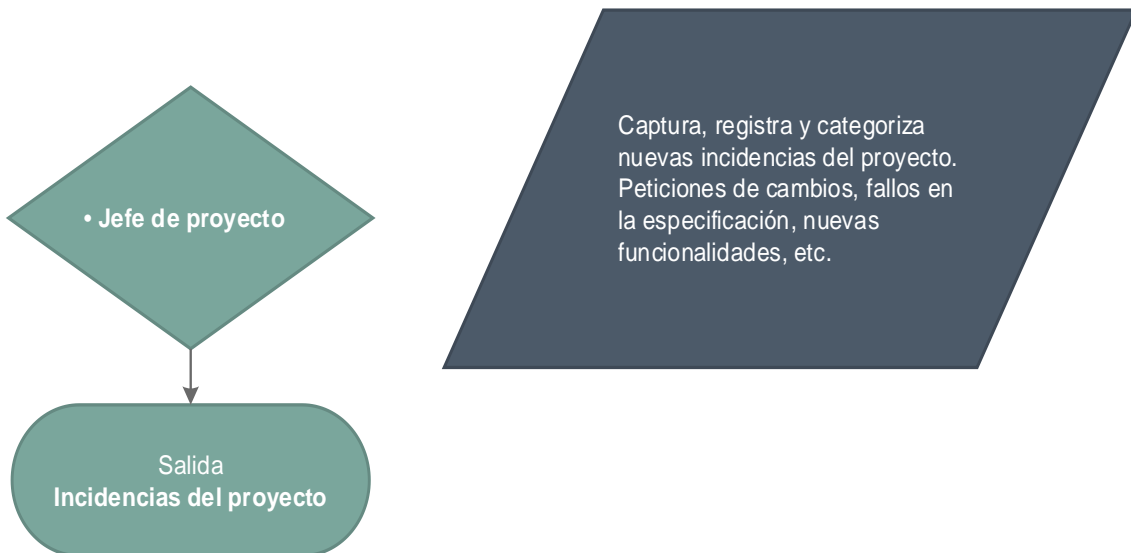 Captura, registra y categoriza
nuevas incidencias del proyecto.
Peticiones de cambios, fallos en
la especificación, nuevas
funcionalidades, etc.
• Jefe de proyecto
Salida
Incidencias del proyecto